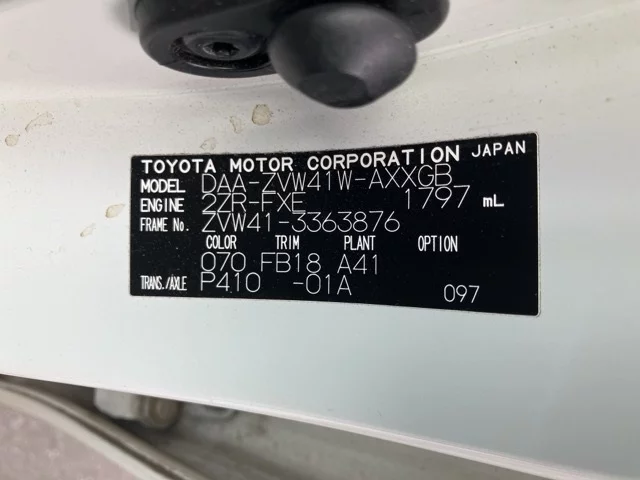 TOYOTA MOTOR CORPORATION JAPAN
MODEL DAA-ZVW41W-AXXGB
ENGINE 2ZR-FXE 1797 mL
FRAME No. ZVW41-3363876
COLOR TRIM PLANT OPTION
070 FB18 A41
TRANS./AXLE P410 -01A 097